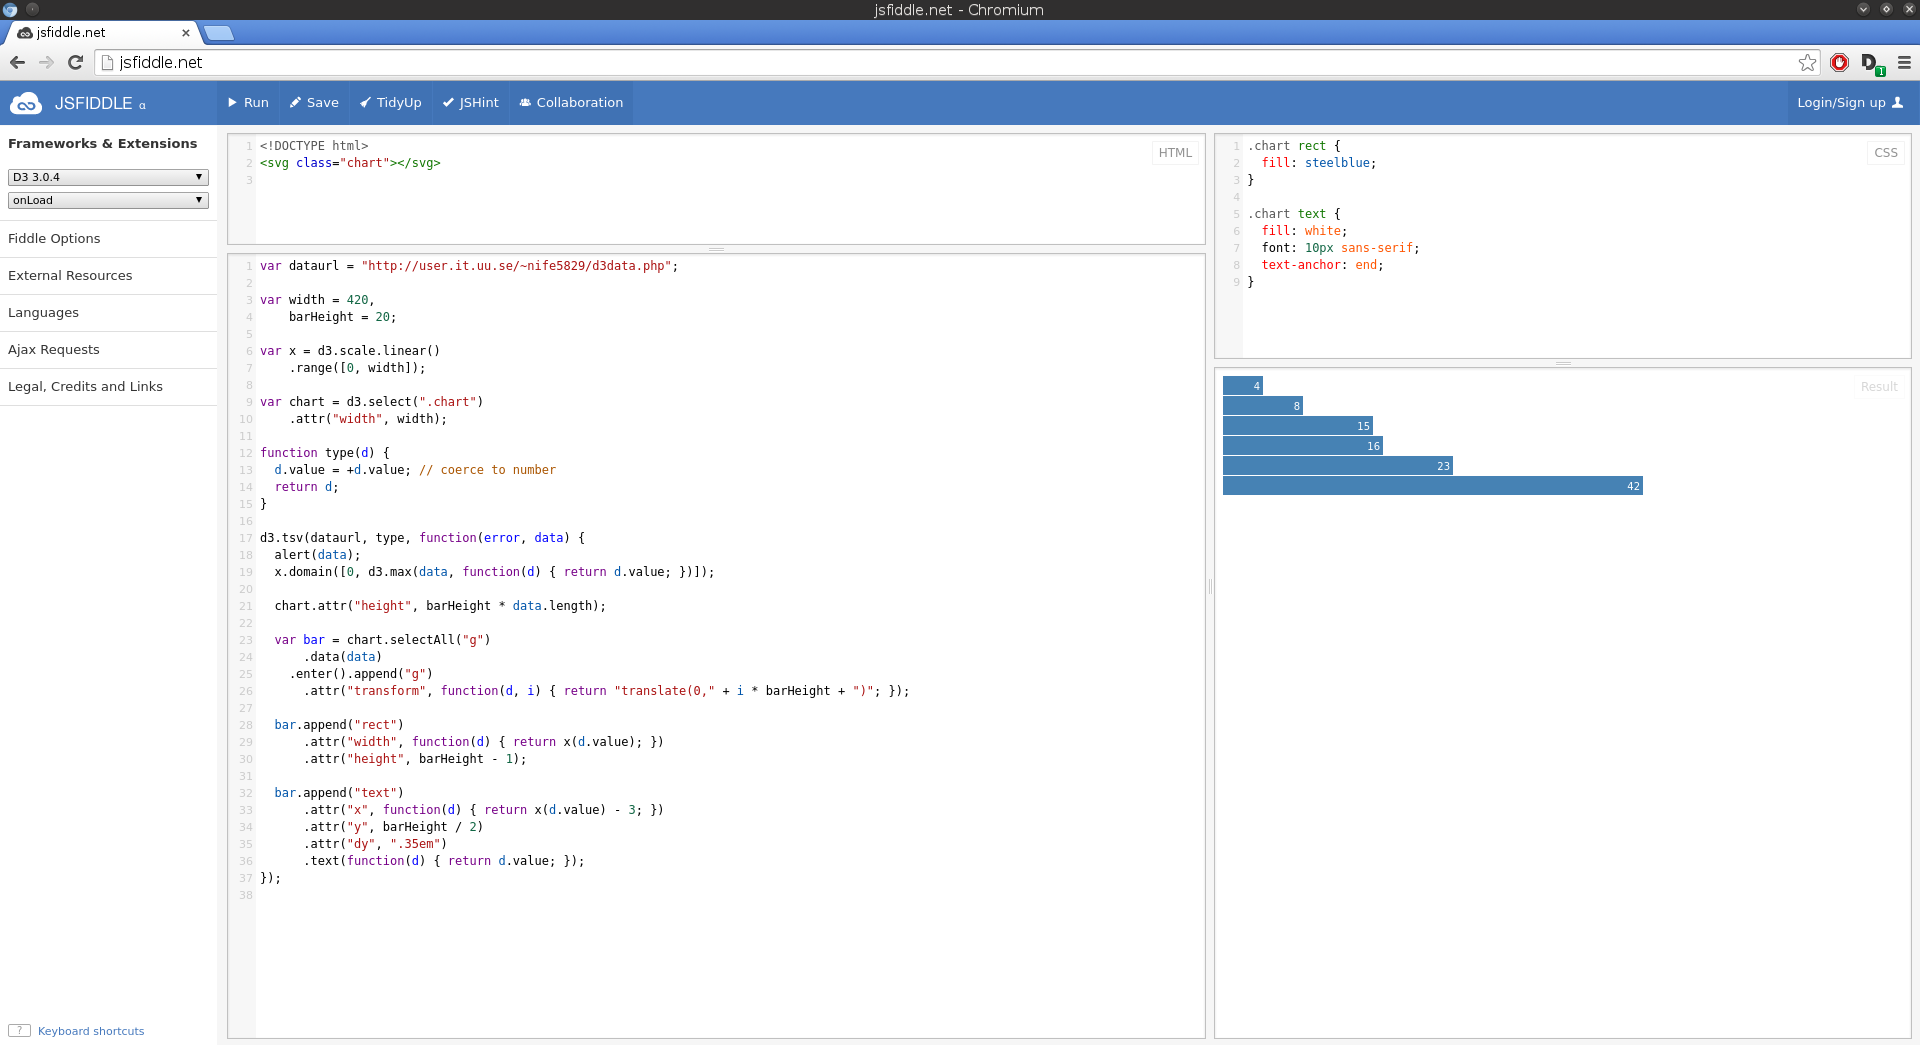 jsfiddle.net - Chromium
jsfiddle.net
jsfiddle.net
D 1
JSFIDDLE α
Run
Save
TidyUp
JSHint
Collaboration
Login/Sign up
Frameworks & Extensions
D3 3.0.4
onLoad
Fiddle Options
External Resources
Languages
Ajax Requests
Legal, Credits and Links
? Keyboard shortcuts
HTML
1 <!DOCTYPE html>
2 <svg class="chart"></svg>
3
1 var dataurl = "http://user.it.uu.se/~nife5829/d3data.php";
2
3 var width = 420,
4     barHeight = 20;
5
6 var x = d3.scale.linear()
7     .range([0, width]);
8
9 var chart = d3.select(".chart")
10     .attr("width", width);
11
12 function type(d) {
13   d.value = +d.value; // coerce to number
14   return d;
15 }
16
17 d3.tsv(dataurl, type, function(error, data) {
18   alert(data);
19   x.domain([0, d3.max(data, function(d) { return d.value; })]);
20
21   chart.attr("height", barHeight * data.length);
22
23   var bar = chart.selectAll("g")
24       .data(data)
25     .enter().append("g")
26       .attr("transform", function(d, i) { return "translate(0," + i * barHeight + ")"; });
27
28   bar.append("rect")
29       .attr("width", function(d) { return x(d.value); })
30       .attr("height", barHeight - 1);
31
32   bar.append("text")
33       .attr("x", function(d) { return x(d.value) - 3; })
34       .attr("y", barHeight / 2)
35       .attr("dy", ".35em")
36       .text(function(d) { return d.value; });
37 });
38
CSS
1 .chart rect {
2   fill: steelblue;
3 }
4
5 .chart text {
6   fill: white;
7   font: 10px sans-serif;
8   text-anchor: end;
9 }
Result
4
8
15
16
23
42